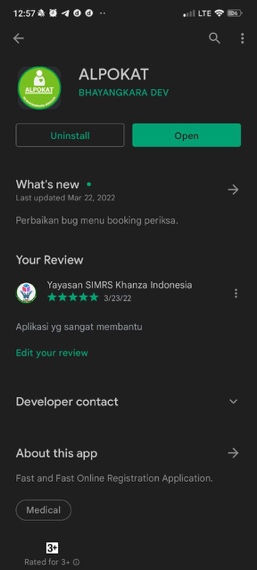 12:57
LTE
ALPOKAT
ALPOKAT
BHAYANGKARA DEV
Uninstall
Open
What's new
Last updated Mar 22, 2022
Perbaikan bug menu booking periksa.
Your Review
Yayasan SIMRS Khanza Indonesia
3/23/22
Aplikasi yg sangat membantu
Edit your review
Developer contact
About this app
Fast and Fast Online Registration Application.
Medical
3+
Rated for 3+